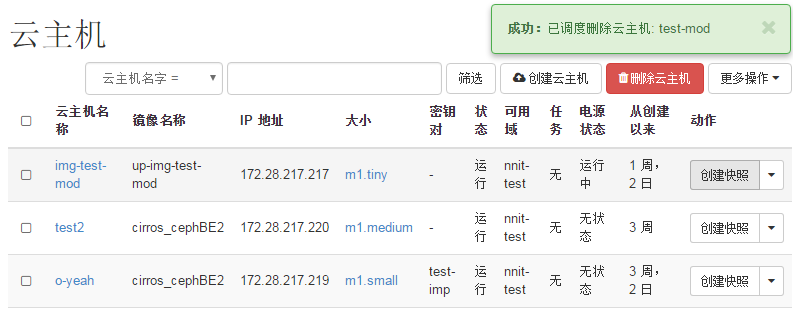 云主机
成功：已调度删除云主机: test-mod ×
云主机名字 = 筛选 创建云主机 删除云主机 更多操作
云主机名称 镜像名称 IP 地址 大小 密钥对 状态 可用域 任务 电源状态 从创建以来 动作
img-test-mod up-img-test-mod 172.28.217.217 m1.tiny - 运行 nnit-test 无 运行中 1 周，2 日 创建快照
test2 cirros_cephBE2 172.28.217.220 m1.medium - 运行 nnit-test 无 无状态 3 周 创建快照
o-yeah cirros_cephBE2 172.28.217.219 m1.small test-imp 运行 nnit-test 无 无状态 3 周，2 日 创建快照